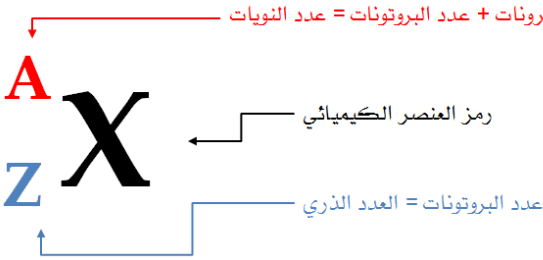 رونات + عدد البروتونات = عدد النويات
A
X
رمز العنصر الكيميائي
Z
عدد البروتونات = العدد الذري